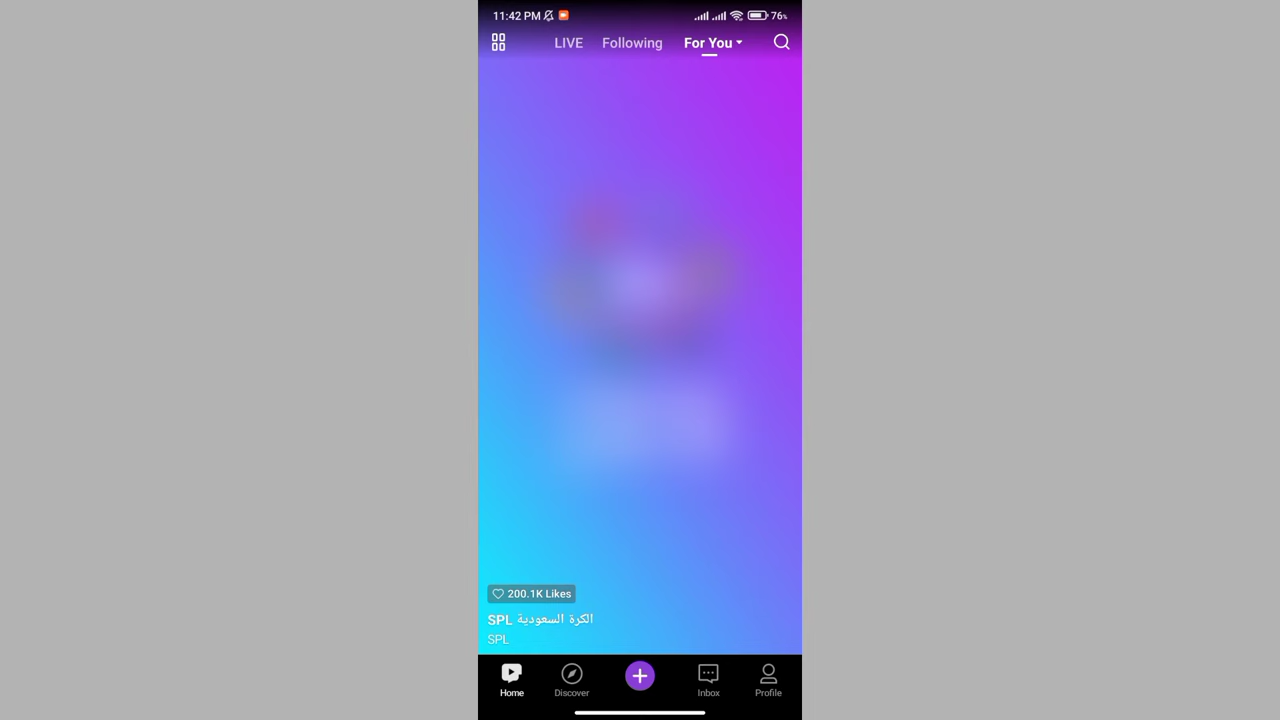 11:42 PM 76%
LIVE Following For You
200.1K Likes
SPL الكرة السعودية
SPL
Home Discover Inbox Profile